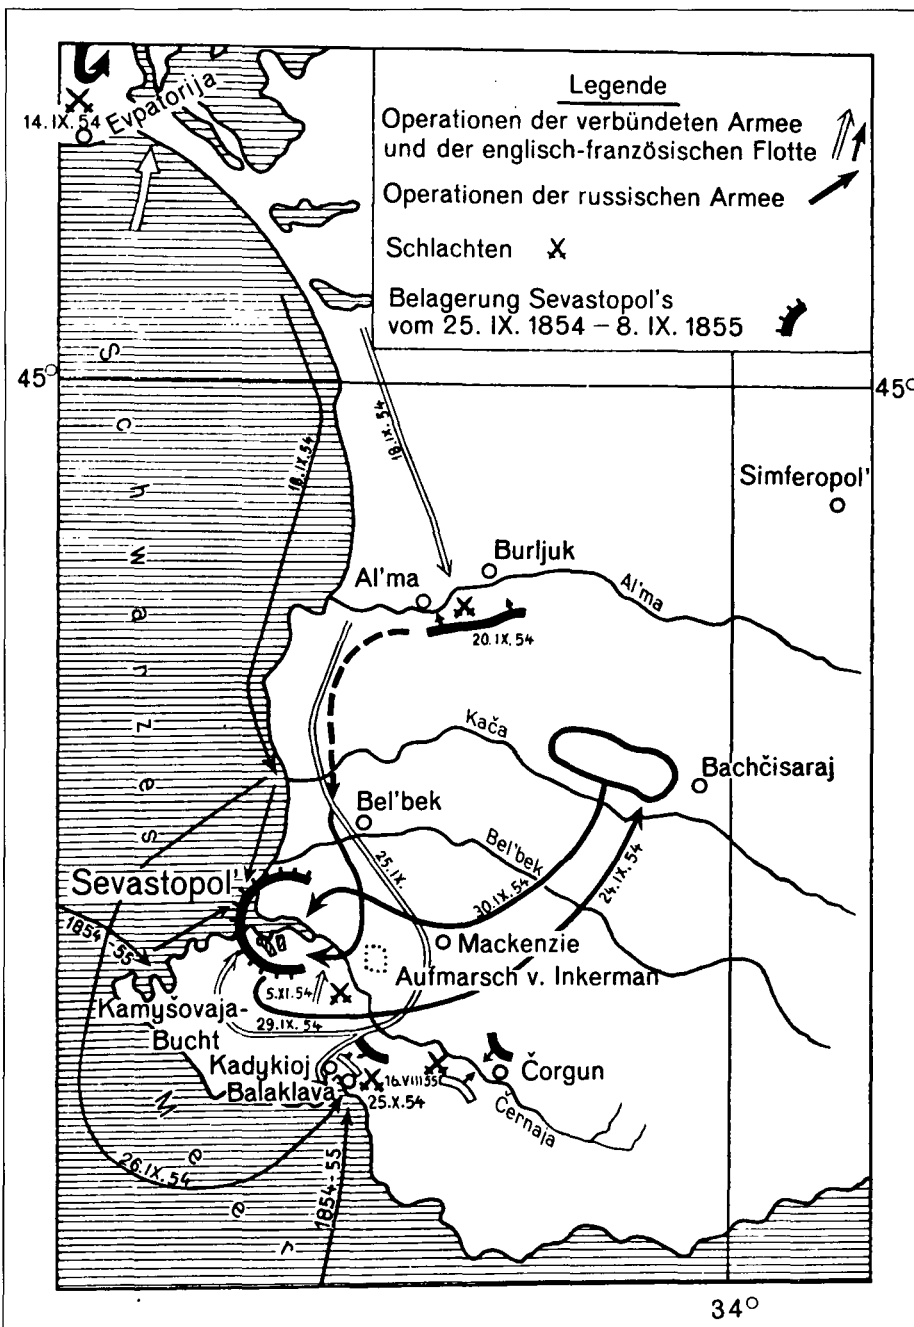 Legende
Operationen der verbündeten Armee
und der englisch-französischen Flotte
Operationen der russischen Armee
Schlachten
Belagerung Sevastopol's
vom 25. IX. 1854 – 8. IX. 1855
14. IX. 54
Evpatorija
45°
45°
18. IX. 54
18. IX. 54
Simferopol'
Burljuk
Al'ma
Al'ma
20. IX. 54
Kača
Bachčisaraj
Bel'bek
Bel'bek
25. IX.
Sevastopol'
30. IX. 54
24. IX. 54
1854-55
Mackenzie
Aufmarsch v. Inkerman
5. XI. 54
Kamyšovaja-
Bucht
29. IX. 54
Kadykioj
Balaklava
16. VIII 55
25. X. 54
Čorgun
Černaja
26. IX. 54
1854-55
Schwarzes
Meer
34°